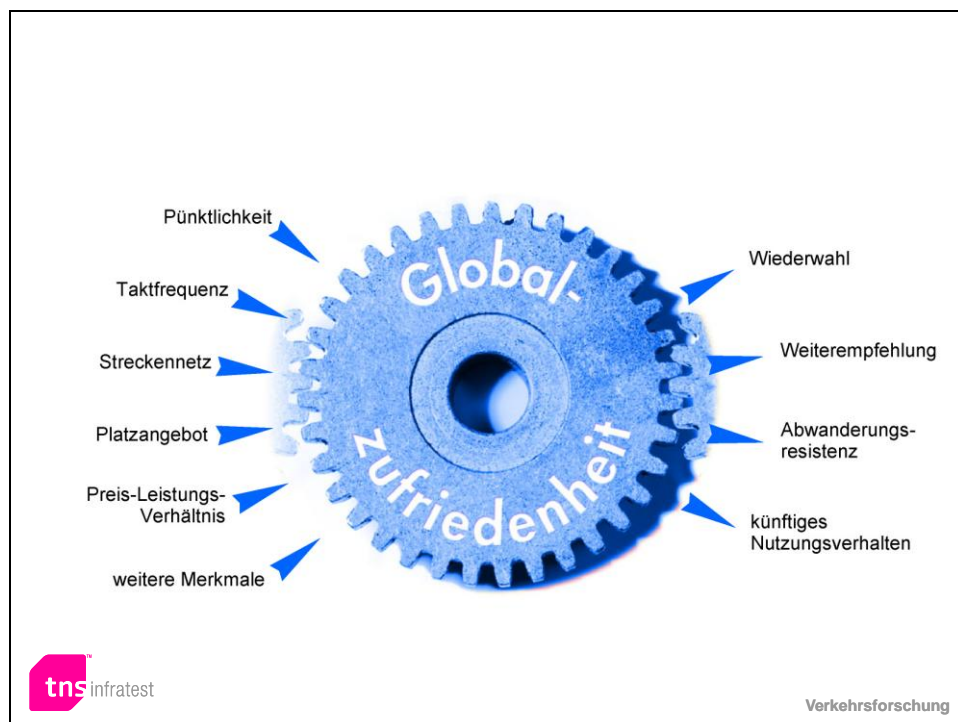 Pünktlichkeit
Taktfrequenz
Streckennetz
Platzangebot
Preis-Leistungs-
Verhältnis
weitere Merkmale
Global-
zufriedenheit
Wiederwahl
Weiterempfehlung
Abwanderungs-
resistenz
künftiges
Nutzungsverhalten
tns infratest
™
Verkehrsforschung